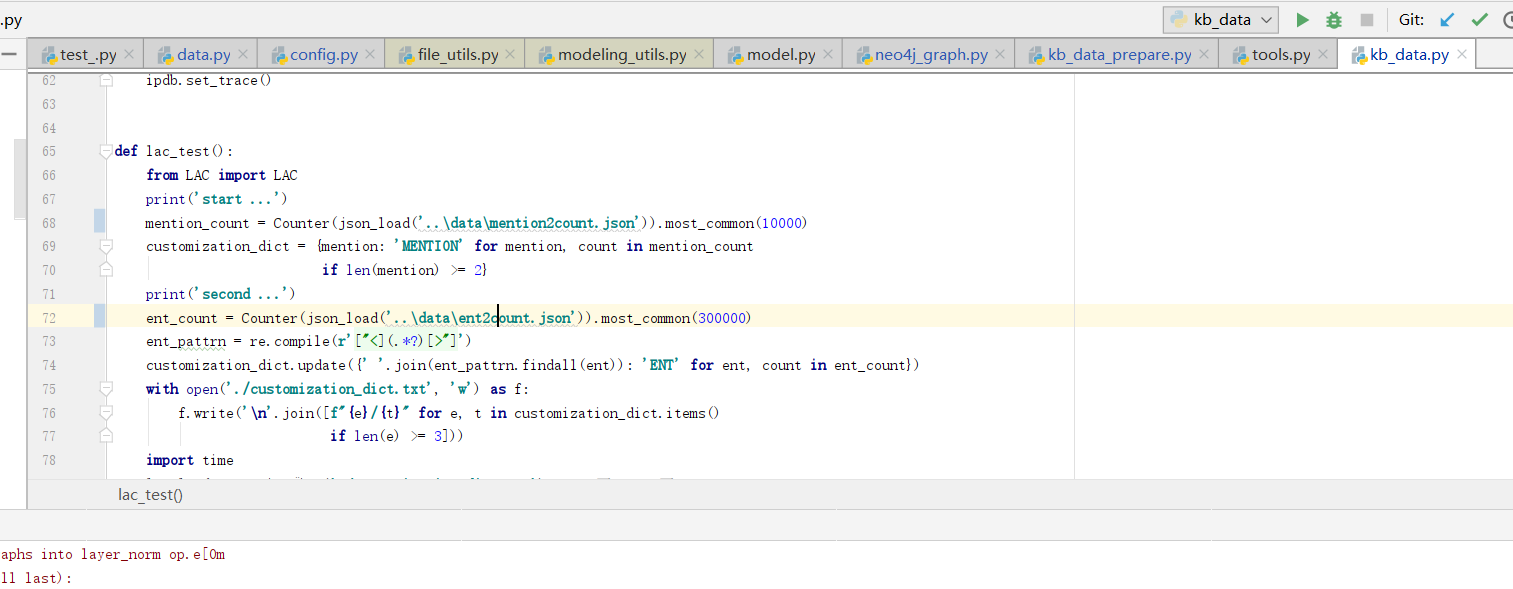 .py
kb_data
Git:
test_.py data.py config.py file_utils.py modeling_utils.py model.py neo4j_graph.py kb_data_prepare.py tools.py kb_data.py
62 ipdb.set_trace()
63
64
65 def lac_test():
66 from LAC import LAC
67 print('start ...')
68 mention_count = Counter(json_load('..\data\mention2count.json')).most_common(10000)
69 customization_dict = {mention: 'MENTION' for mention, count in mention_count
70 if len(mention) >= 2}
71 print('second ...')
72 ent_count = Counter(json_load('..\data\ent2count.json')).most_common(300000)
73 ent_pattrn = re.compile(r'["<](.*?)[>"]')
74 customization_dict.update({' '.join(ent_pattrn.findall(ent)): 'ENT' for ent, count in ent_count})
75 with open('./customization_dict.txt', 'w') as f:
76 f.write('\n'.join([f"{e}/{t}" for e, t in customization_dict.items()
77 if len(e) >= 3]))
78 import time
lac_test()
aphs into layer_norm op.e[0m
ll last):